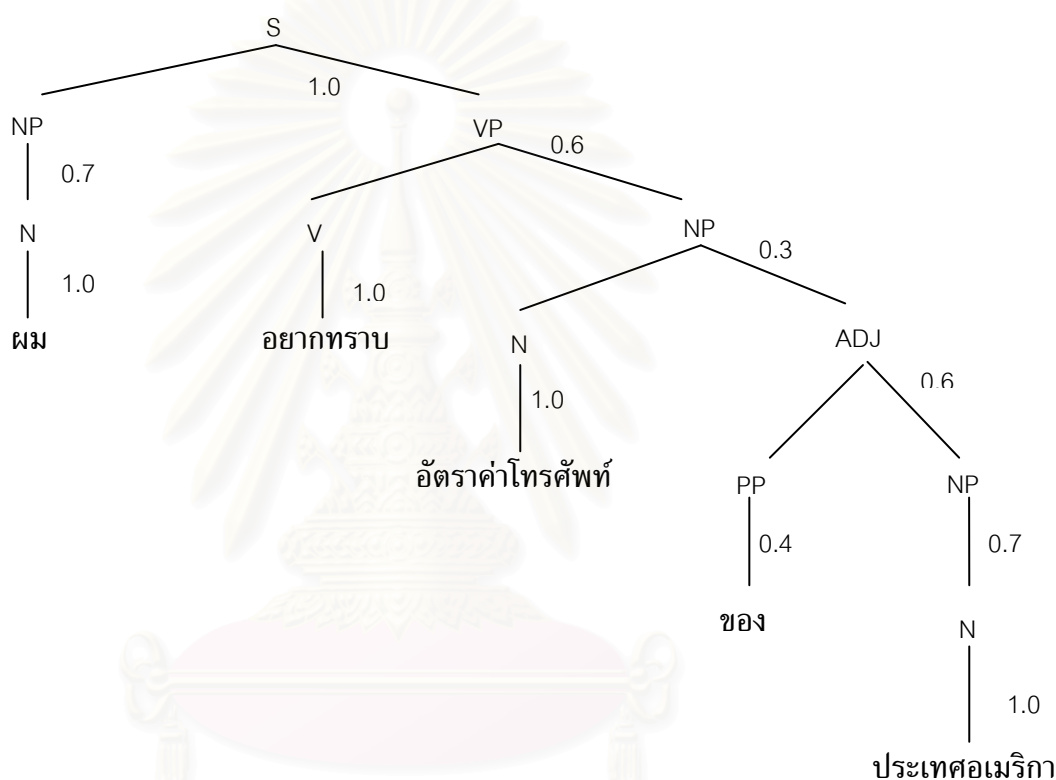 S
1.0
NP
VP
0.6
0.7
N
V
NP
0.3
1.0
1.0
ผม
อยากทราบ
N
ADJ
1.0
0.6
อัตราค่าโทรศัพท์
PP
NP
0.4
0.7
ของ
N
1.0
ประเทศอเมริกา